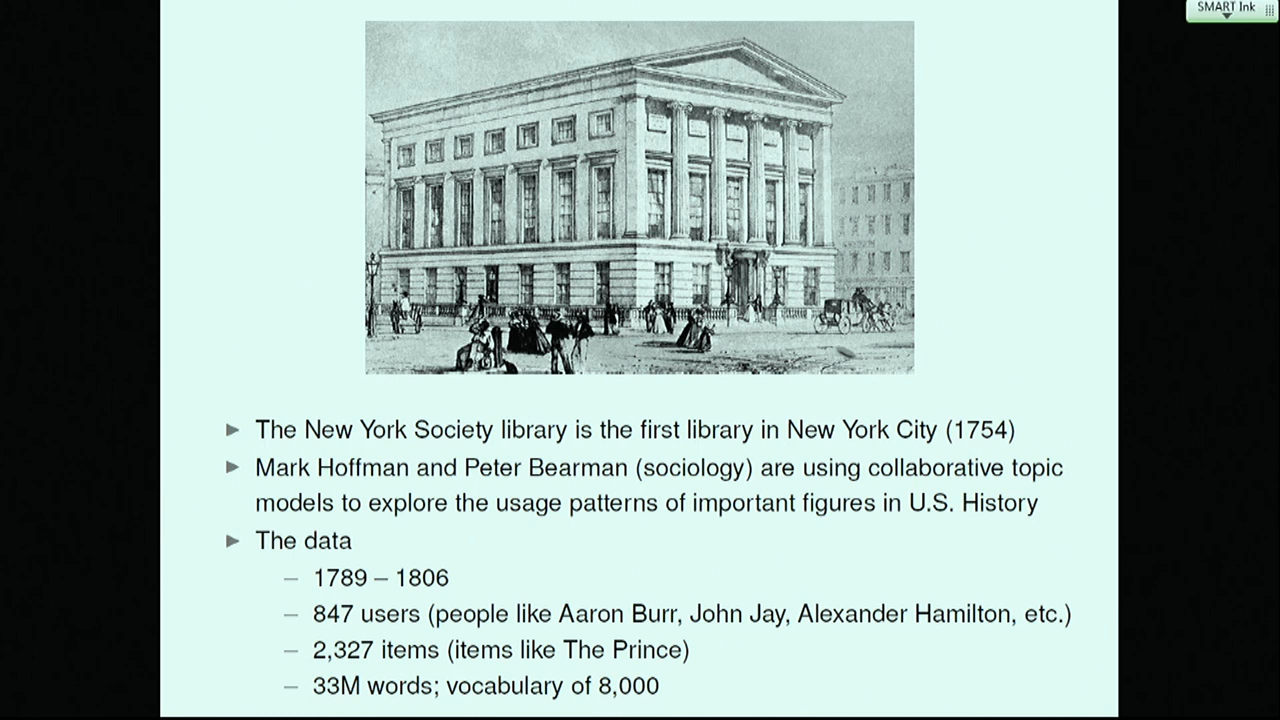 SMART Ink
► The New York Society library is the first library in New York City (1754)
► Mark Hoffman and Peter Bearman (sociology) are using collaborative topic
models to explore the usage patterns of important figures in U.S. History
► The data
– 1789 – 1806
– 847 users (people like Aaron Burr, John Jay, Alexander Hamilton, etc.)
– 2,327 items (items like The Prince)
– 33M words; vocabulary of 8,000